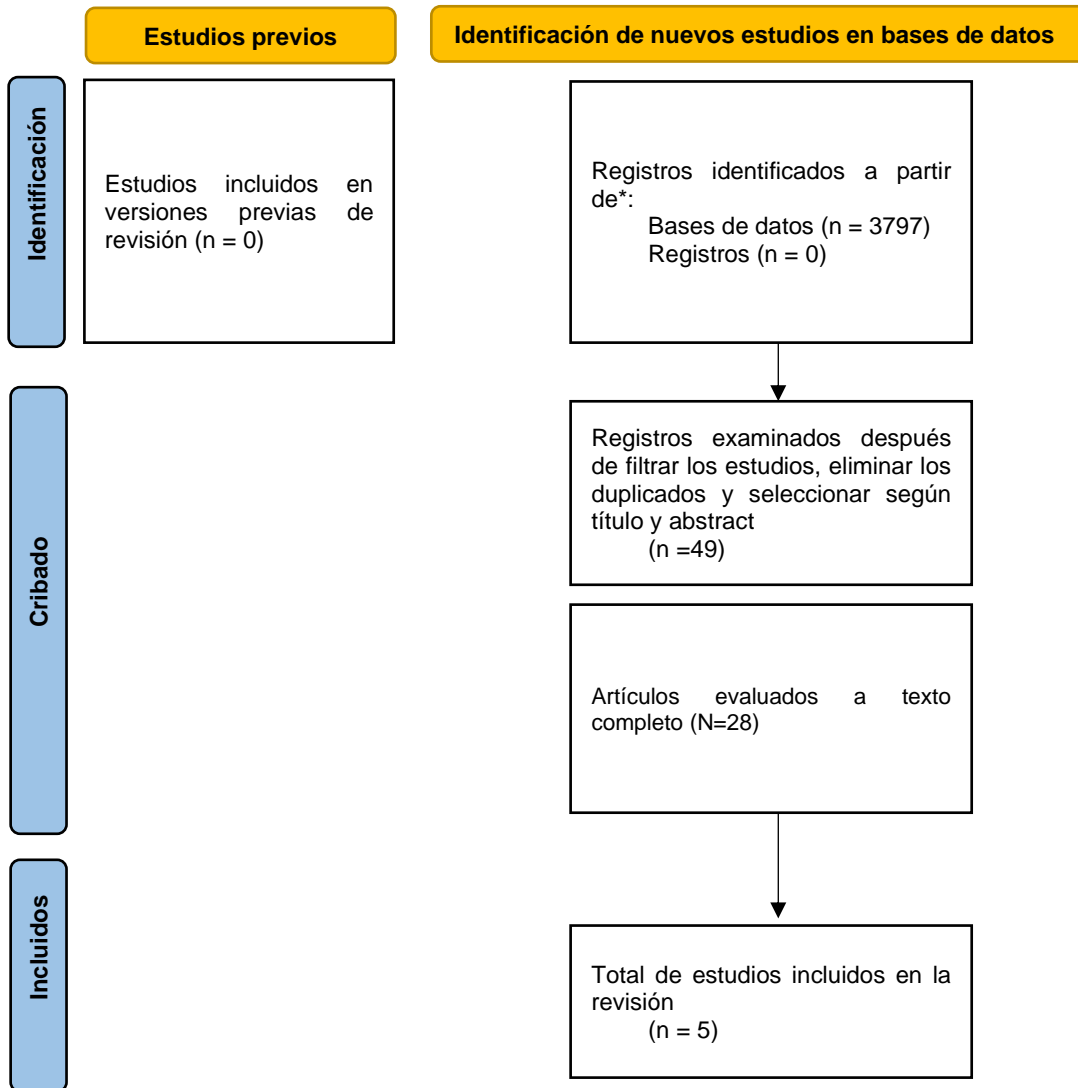 Estudios previos
Identificación de nuevos estudios en bases de datos
Identificación
Estudios incluidos en
versiones previas de
revisión (n = 0)
Registros identificados a partir
de*:
Bases de datos (n = 3797)
Registros (n = 0)
Cribado
Registros examinados después
de filtrar los estudios, eliminar los
duplicados y seleccionar según
título y abstract
(n =49)
Artículos evaluados a texto
completo (N=28)
Incluidos
Total de estudios incluidos en la
revisión
(n = 5)